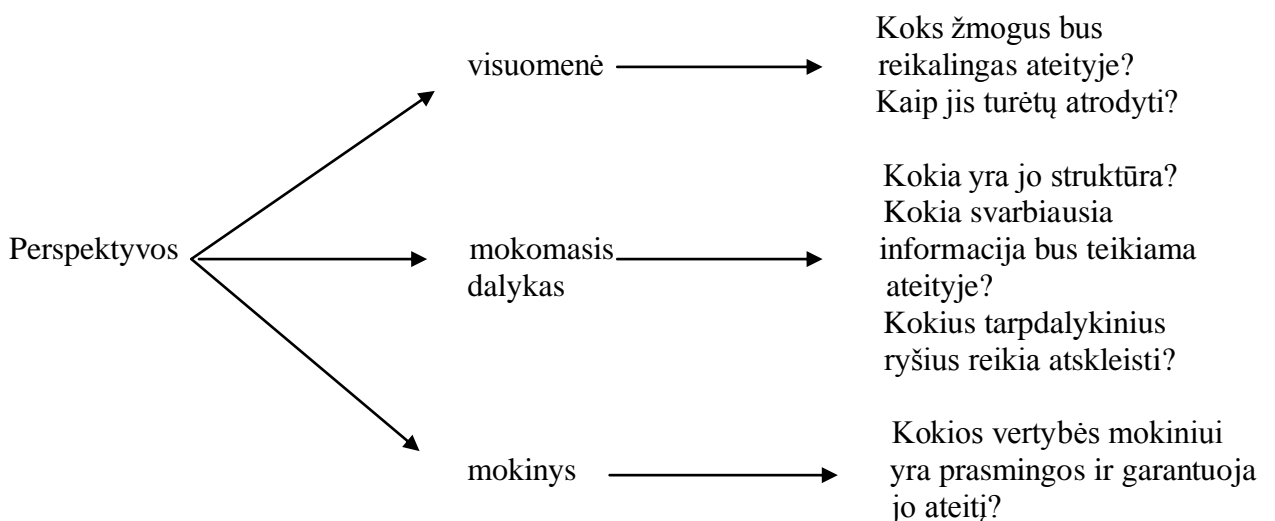 Perspektyvos
visuomenė
Koks žmogus bus
reikalingas ateityje?
Kaip jis turėtų atrodyti?
mokomasis
dalykas
Kokia yra jo struktūra?
Kokia svarbiausia
informacija bus teikiama
ateityje?
Kokius tarpdalykinius
ryšius reikia atskleisti?
mokinys
Kokios vertybės mokiniui
yra prasmingos ir garantuoja
jo ateitį?